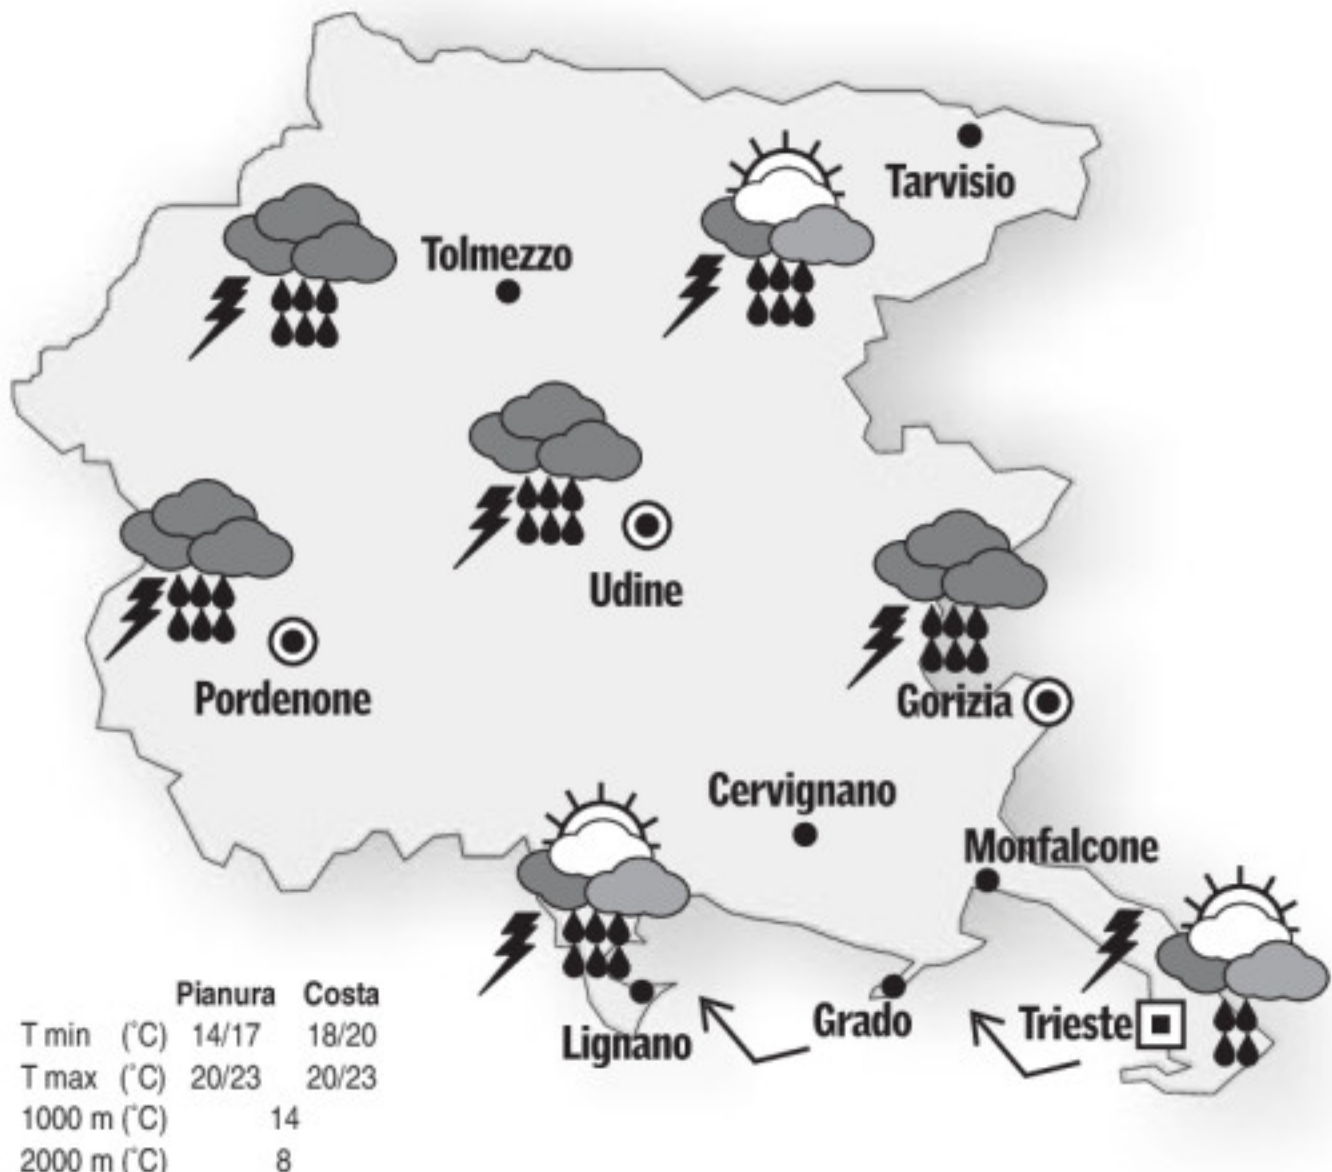 Tarvisio
Tolmezzo
Udine
Pordenone
Gorizia
Cervignano
Monfalcone
Grado
Trieste
Lignano
Pianura Costa
T min (°C) 14/17 18/20
T max (°C) 20/23 20/23
1000 m (°C) 14
2000 m (°C) 8